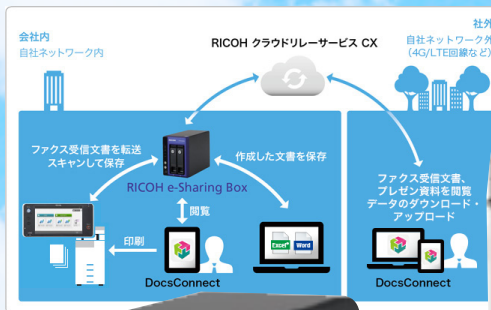 会社内
自社ネットワーク内
RICOH クラウドリレーサービス CX
社外
自社ネットワーク外
(4G/LTE回線など)
ファクス受信文書を転送
スキャンして保存
作成した文書を保存
RICOH e-Sharing Box
閲覧
印刷
Excel
Word
DocsConnect
ファクス受信文書、
プレゼン資料を閲覧
データのダウンロード・
アップロード
DocsConnect